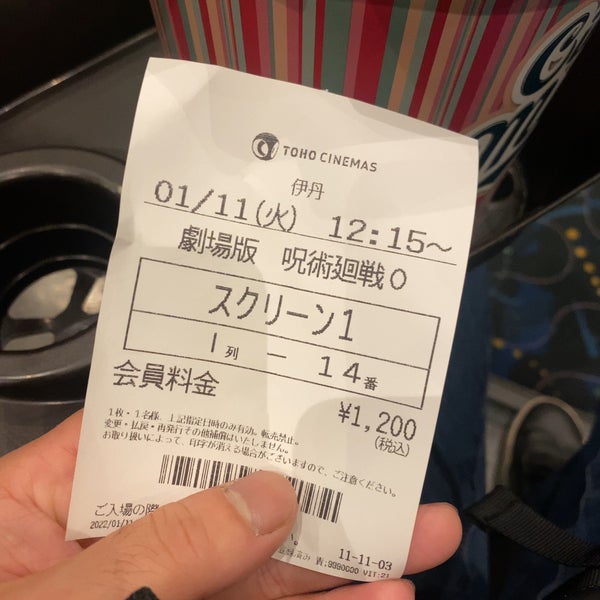 TOHO CINEMAS
伊丹
01/11(火) 12:15～
劇場版 呪術廻戦0
スクリーン1
I列 ー 14番
会員料金
¥1,200
(税込)
1枚・1名様、上記指定日時のみ有効。転売禁止。
変更・払戻・再発行その他補償はいたしません。
お取り扱いによって、印字が消える場合がございますので、ご注意ください。
ご入場の際
11-11-03